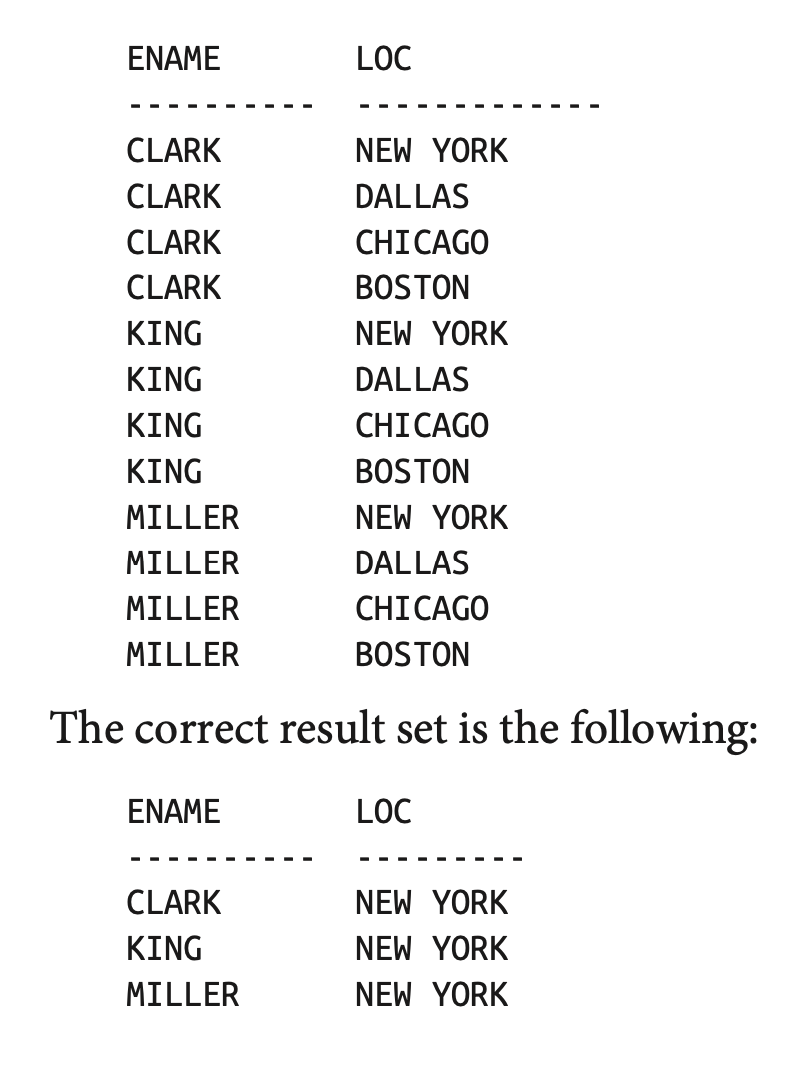 ENAME      LOC
---------- -------------
CLARK      NEW YORK
CLARK      DALLAS
CLARK      CHICAGO
CLARK      BOSTON
KING       NEW YORK
KING       DALLAS
KING       CHICAGO
KING       BOSTON
MILLER     NEW YORK
MILLER     DALLAS
MILLER     CHICAGO
MILLER     BOSTON
The correct result set is the following:
ENAME      LOC
---------- ---------
CLARK      NEW YORK
KING       NEW YORK
MILLER     NEW YORK